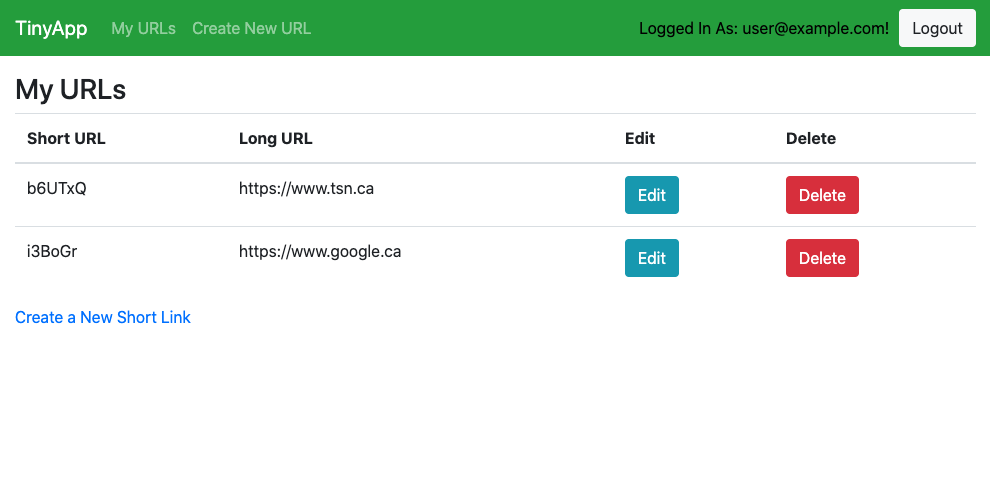 TinyApp My URLs Create New URL Logged In As: user@example.com! Logout
My URLs
Short URL Long URL Edit Delete
b6UTxQ https://www.tsn.ca Edit Delete
i3BoGr https://www.google.ca Edit Delete
Create a New Short Link